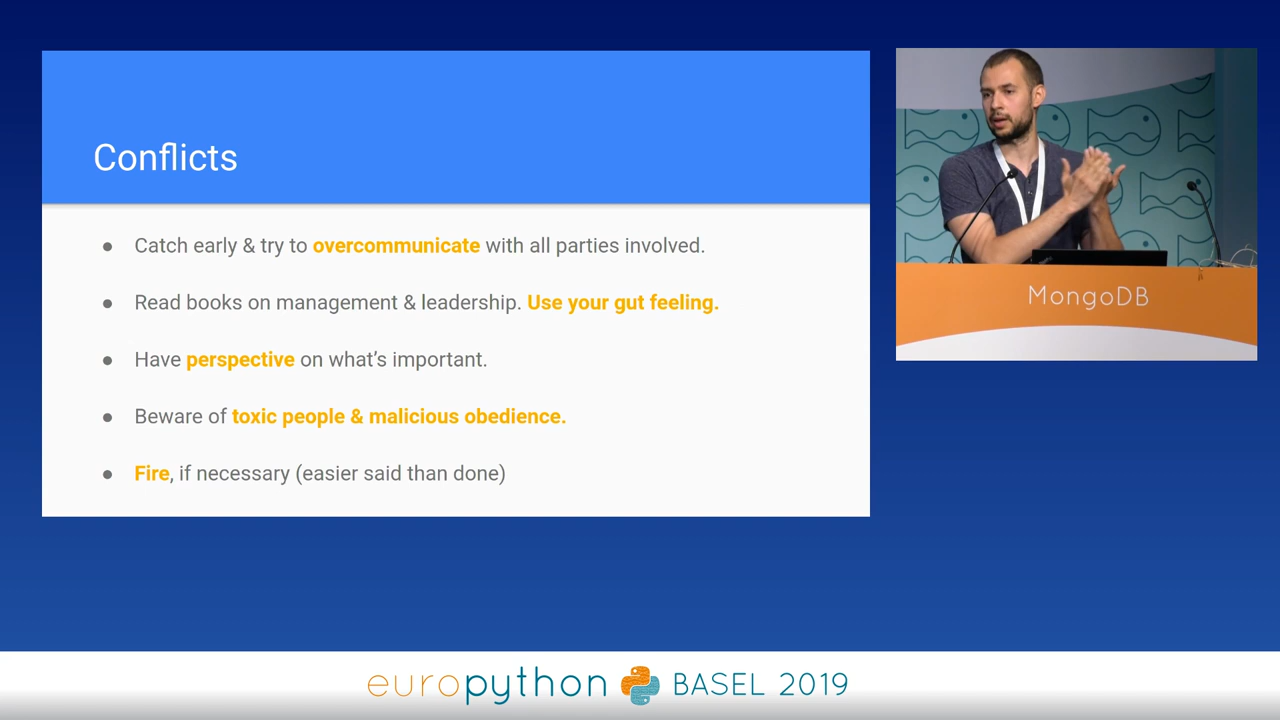 Conflicts
● Catch early & try to overcommunicate with all parties involved.
● Read books on management & leadership. Use your gut feeling.
● Have perspective on what's important.
● Beware of toxic people & malicious obedience.
● Fire, if necessary (easier said than done)
MongoDB
europython BASEL 2019